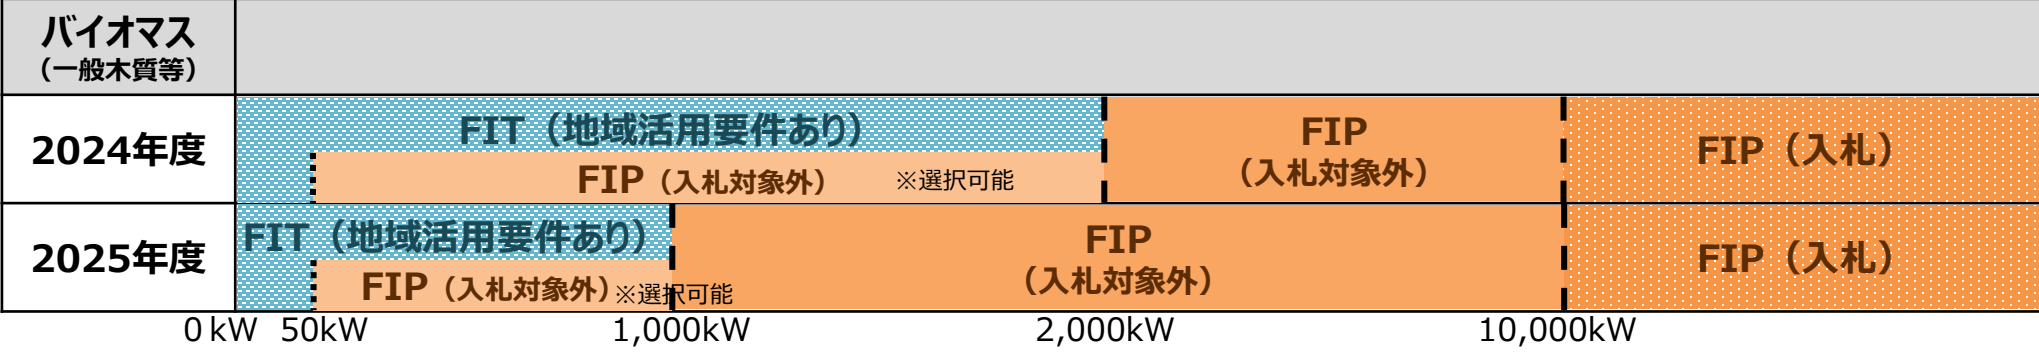 バイオマス
（一般木質等）
2024年度
FIT（地域活用要件あり）
FIP（入札対象外）
※選択可能
FIP
（入札対象外）
FIP（入札）
2025年度
FIT（地域活用要件あり）
FIP（入札対象外）
※選択可能
FIP
（入札対象外）
FIP（入札）
0kW 50kW 1,000kW 2,000kW 10,000kW